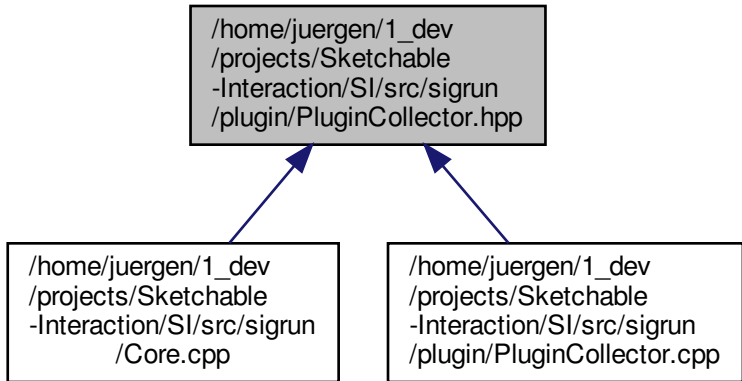 /home/juergen/1_dev
/projects/Sketchable
-Interaction/SI/src/sigrun
/plugin/PluginCollector.hpp
/home/juergen/1_dev
/projects/Sketchable
-Interaction/SI/src/sigrun
/Core.cpp
/home/juergen/1_dev
/projects/Sketchable
-Interaction/SI/src/sigrun
/plugin/PluginCollector.cpp